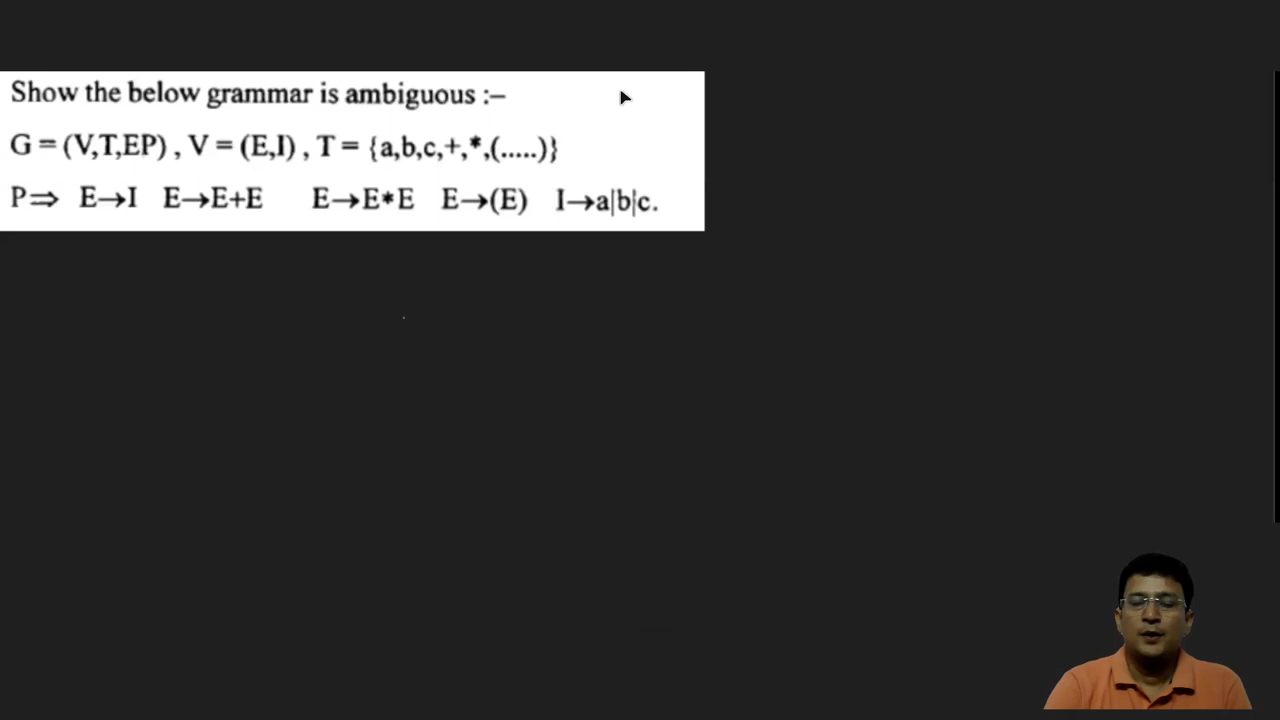 Show the below grammar is ambiguous :–
G = (V,T,EP) , V = (E,I) , T = {a,b,c,+,*,(.....)}
P⇒ E→I E→E+E E→E*E E→(E) I→a|b|c.